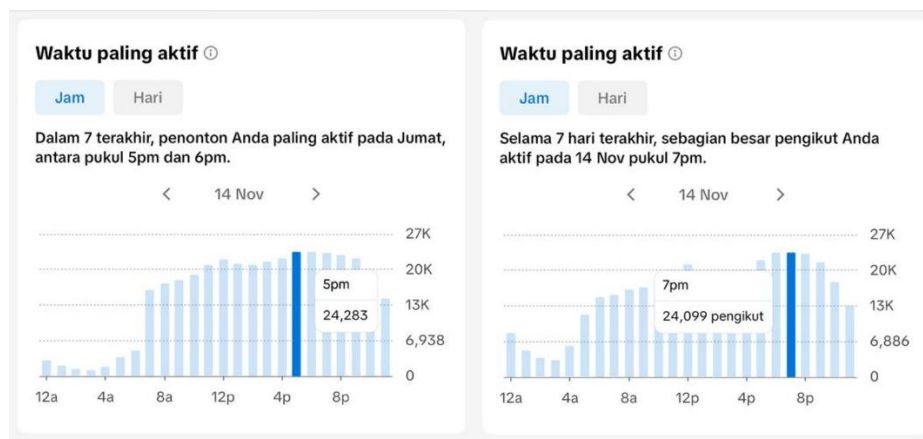 Waktu paling aktif
Jam Hari
Dalam 7 terakhir, penonton Anda paling aktif pada Jumat,
antara pukul 5pm dan 6pm.
< 14 Nov >
27K
20K
5pm
13K
24,283
6,938
0
12a 4a 8a 12p 4p 8p
Waktu paling aktif
Jam Hari
Selama 7 hari terakhir, sebagian besar pengikut Anda
aktif pada 14 Nov pukul 7pm.
< 14 Nov >
27K
20K
7pm
13K
24,099 pengikut
6,886
0
12a 4a 8a 12p 4p 8p